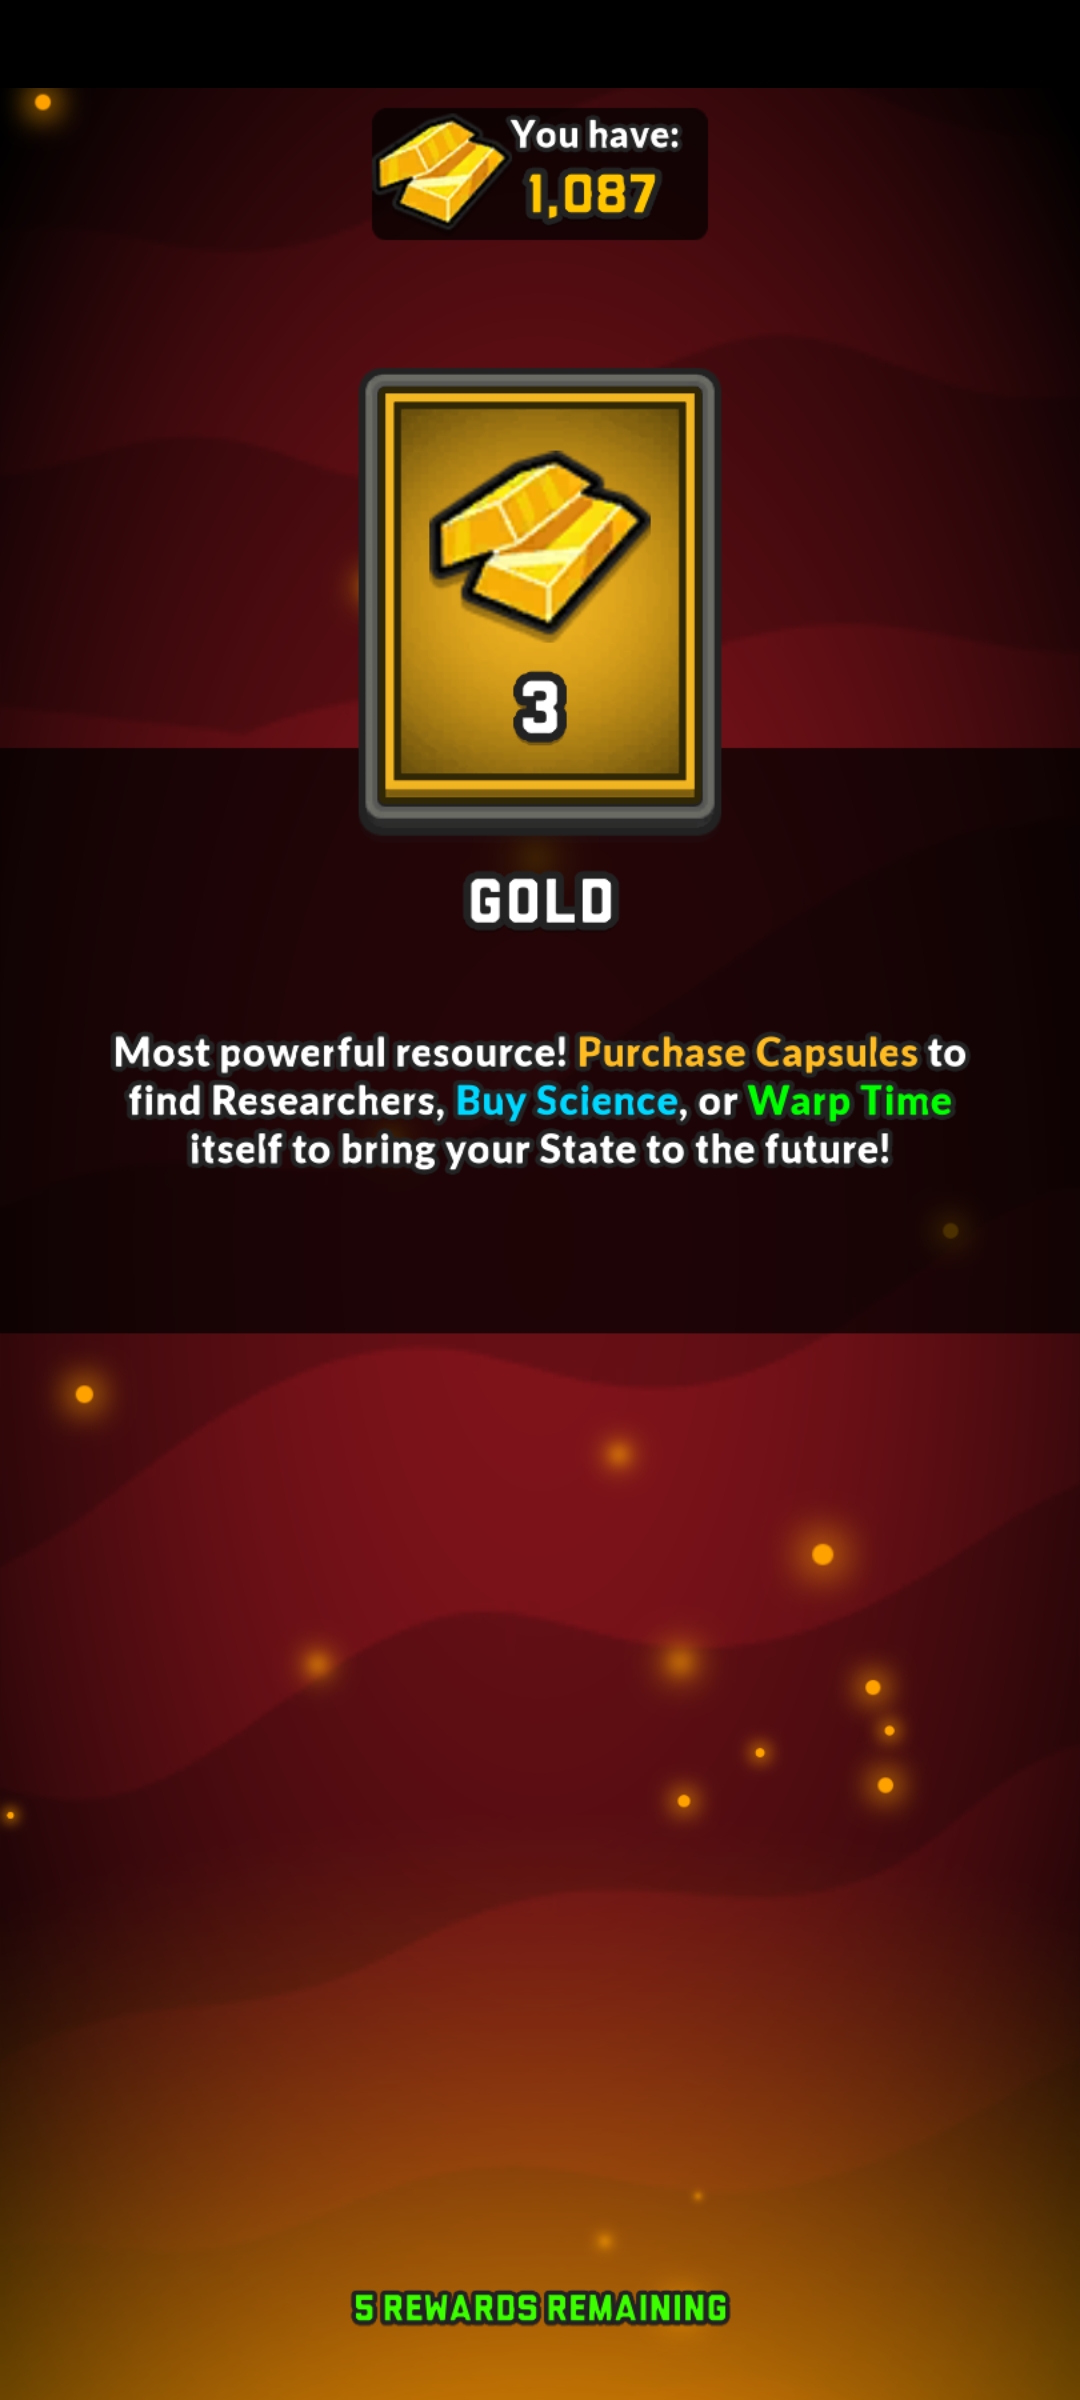 You have:
1,087
3
GOLD
Most powerful resource! Purchase Capsules to
find Researchers, Buy Science, or Warp Time
itself to bring your State to the future!
5 REWARDS REMAINING